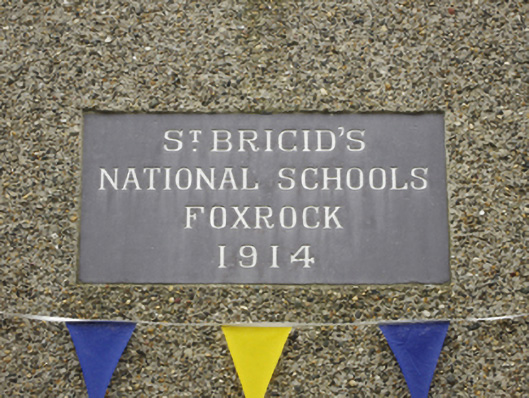 ST BRIGID'S
NATIONAL SCHOOLS
FOXROCK
1914